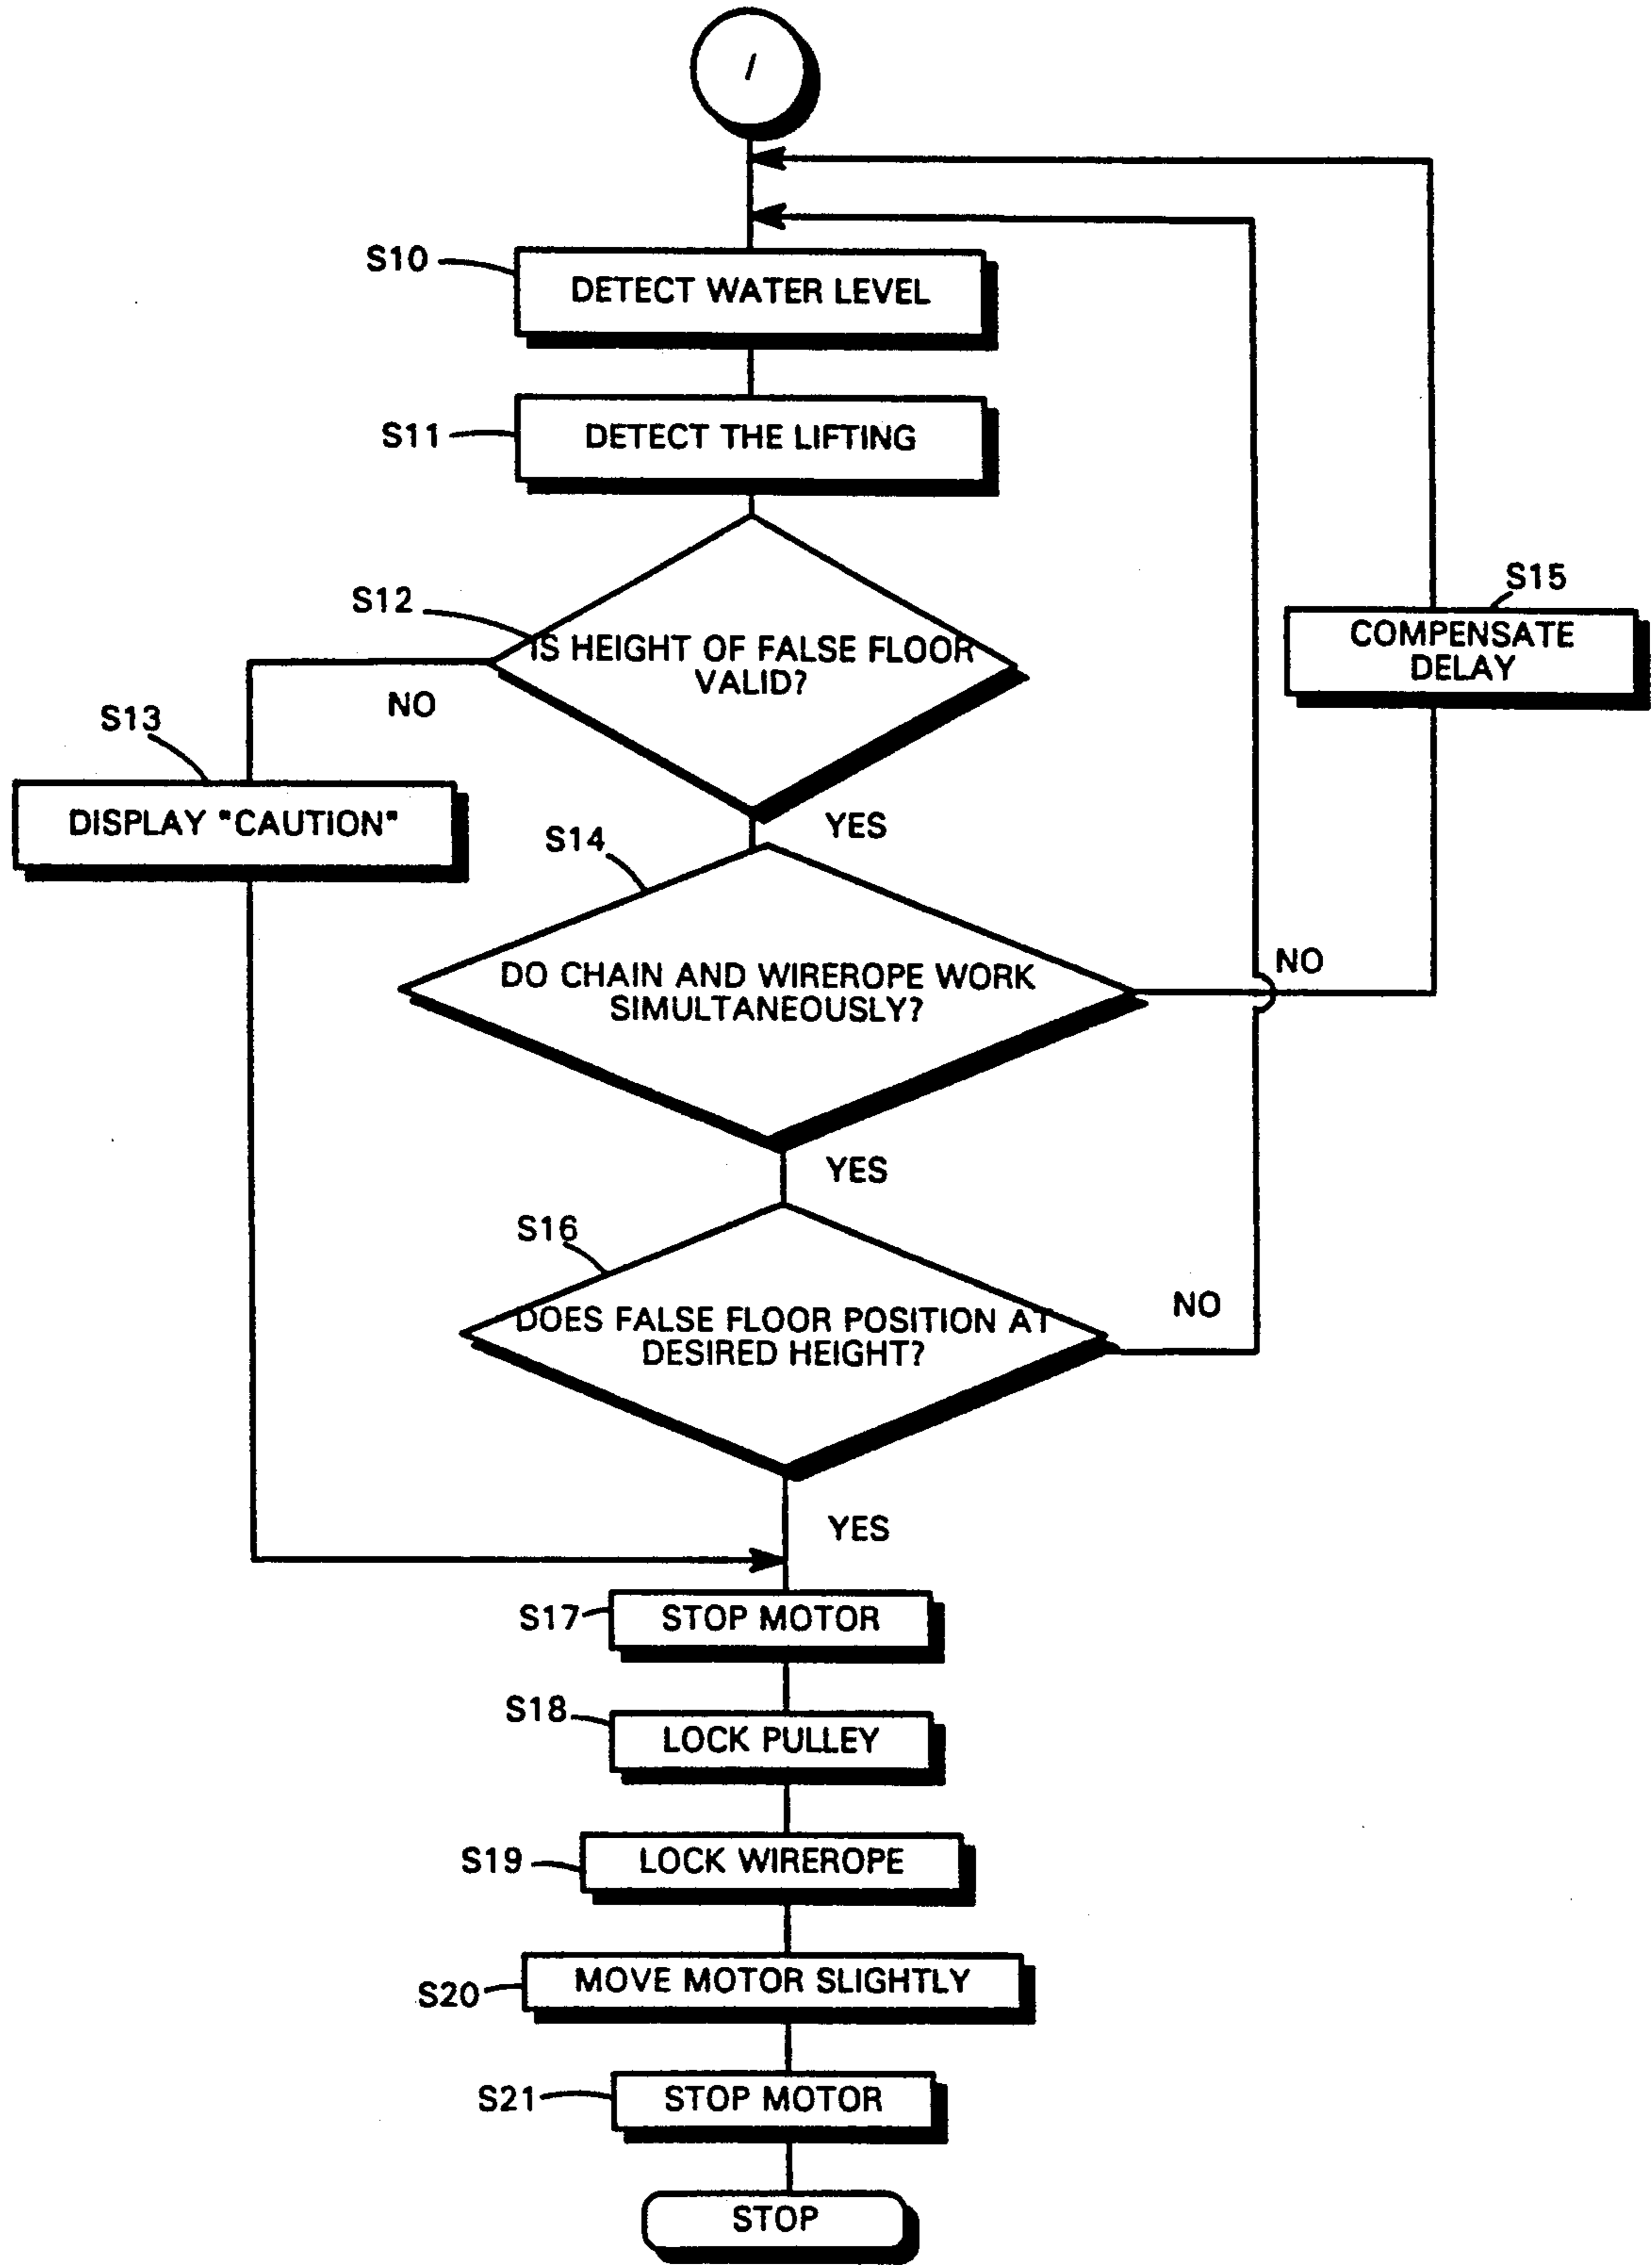 1
S10
DETECT WATER LEVEL
S11
DETECT THE LIFTING
S12
IS HEIGHT OF FALSE FLOOR
VALID?
NO
YES
S13
DISPLAY "CAUTION"
S14
DO CHAIN AND WIREROPE WORK
SIMULTANEOUSLY?
NO
YES
S15
COMPENSATE
DELAY
S16
DOES FALSE FLOOR POSITION AT
DESIRED HEIGHT?
NO
YES
S17
STOP MOTOR
S18
LOCK PULLEY
S19
LOCK WIREROPE
S20
MOVE MOTOR SLIGHTLY
S21
STOP MOTOR
STOP